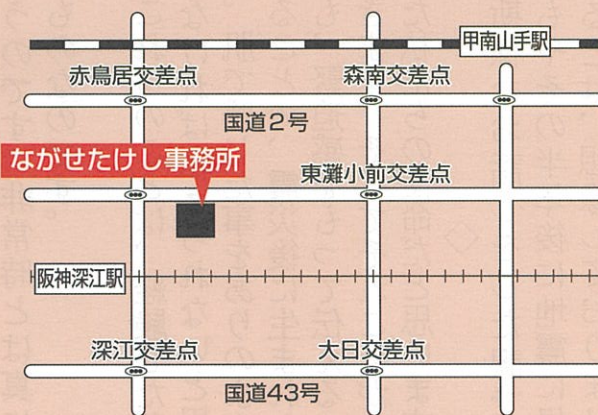 甲南山手駅
赤鳥居交差点
森南交差点
国道2号
ながせたけし事務所
東灘小前交差点
阪神深江駅
深江交差点
大日交差点
国道43号